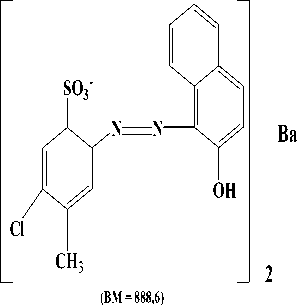 SO₃⁻
N=N
Ba
OH
Cl
CH₃
2
(BM = 888,6)